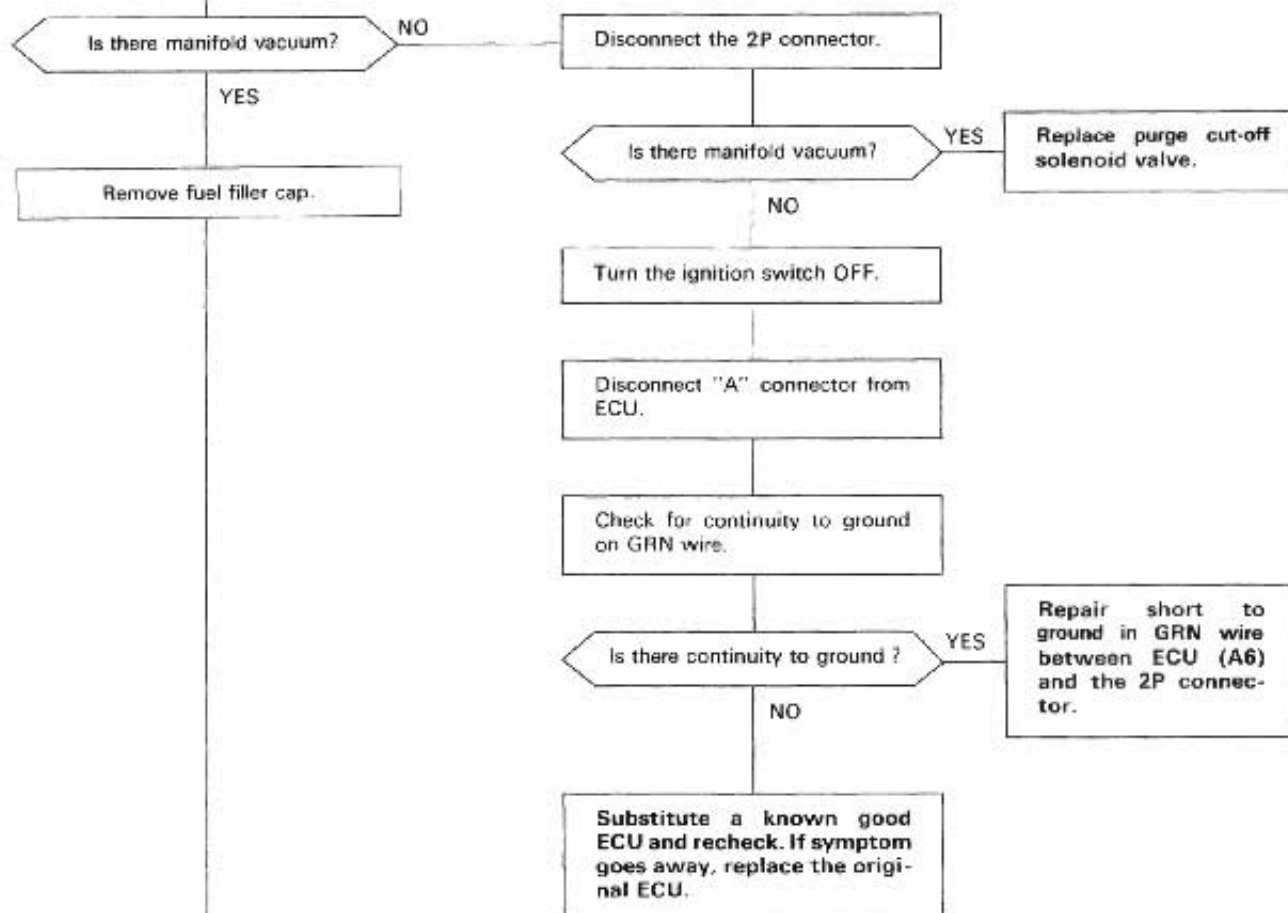 Is there manifold vacuum?
NO
YES
Remove fuel filler cap.
Disconnect the 2P connector.
Is there manifold vacuum?
YES
Replace purge cut-off
solenoid valve.
NO
Turn the ignition switch OFF.
Disconnect "A" connector from
ECU.
Check for continuity to ground
on GRN wire.
Is there continuity to ground ?
YES
Repair short to
ground in GRN wire
between ECU (A6)
and the 2P connec-
tor.
NO
Substitute a known good
ECU and recheck. If symptom
goes away, replace the origi-
nal ECU.